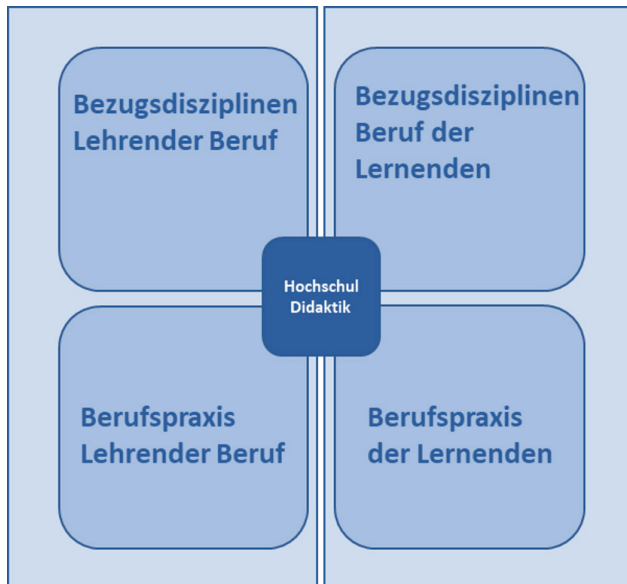 Bezugsdisziplinen
Lehrender Beruf
Bezugsdisziplinen
Beruf der
Lernenden
Hochschul
Didaktik
Berufspraxis
Lehrender Beruf
Berufspraxis
der Lernenden